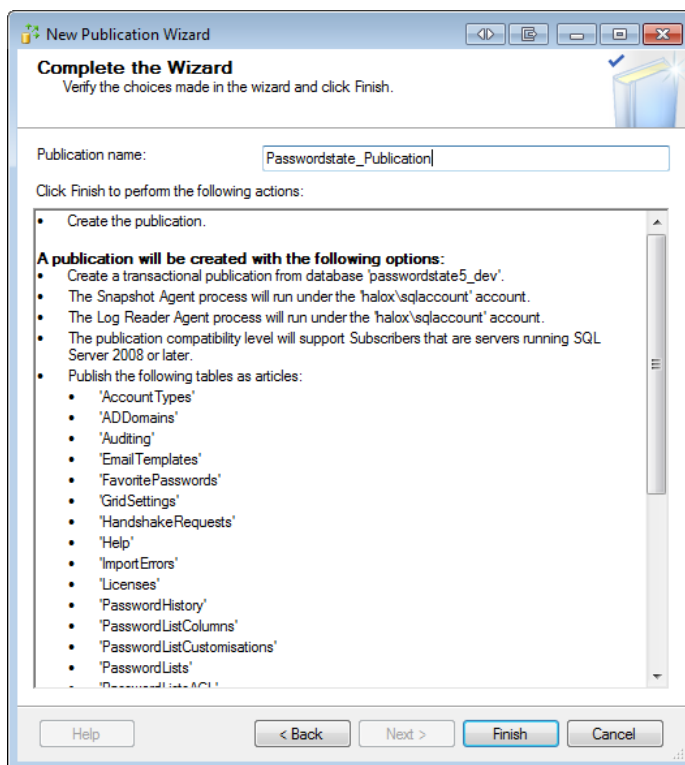 New Publication Wizard
Complete the Wizard
Verify the choices made in the wizard and click Finish.
Publication name:
Passwordstate_Publication
Click Finish to perform the following actions:
• Create the publication.
A publication will be created with the following options:
• Create a transactional publication from database 'passwordstate5_dev'.
• The Snapshot Agent process will run under the 'halox\sqlaccount' account.
• The Log Reader Agent process will run under the 'halox\sqlaccount' account.
• The publication compatibility level will support Subscribers that are servers running SQL
Server 2008 or later.
• Publish the following tables as articles:
• 'AccountTypes'
• 'ADDomains'
• 'Auditing'
• 'EmailTemplates'
• 'FavoritePasswords'
• 'GridSettings'
• 'HandshakeRequests'
• 'Help'
• 'ImportErrors'
• 'Licenses'
• 'PasswordHistory'
• 'PasswordListColumns'
• 'PasswordListCustomisations'
• 'PasswordLists'
Help
< Back
Next >
Finish
Cancel